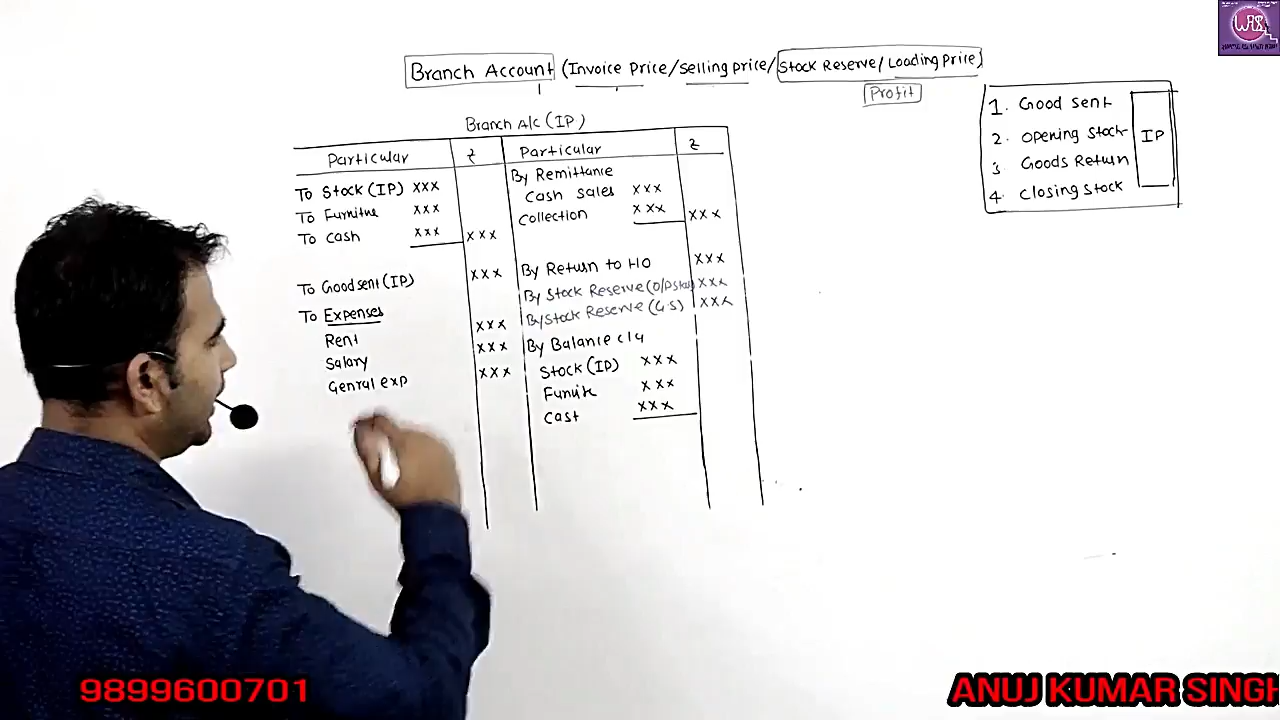 Branch Account (Invoice Price/Selling price/Stock Reserve/Loading Price)
Profit
Branch A/c (IP)
Particular ₹ Particular ₹
To Stock (IP) xxx
To Furnitue xxx
To cash xxx xxx
To Good sent (IP) xxx
To Expenses
Rent xxx
Salary xxx
Genral exp xxx
By Remittance
Cash sales xxx
collection xxx xxx
By Return to HO xxx
By Stock Reserve xxx
By Stock Reserve xxx
By Balance
Stock (IP) xxx
xxx
xxx
1. Good Sent
2. Opening Stock
3 Goods Return
4. Closing Stock
IP
9899600701
ANUJ KUMAR SINGH